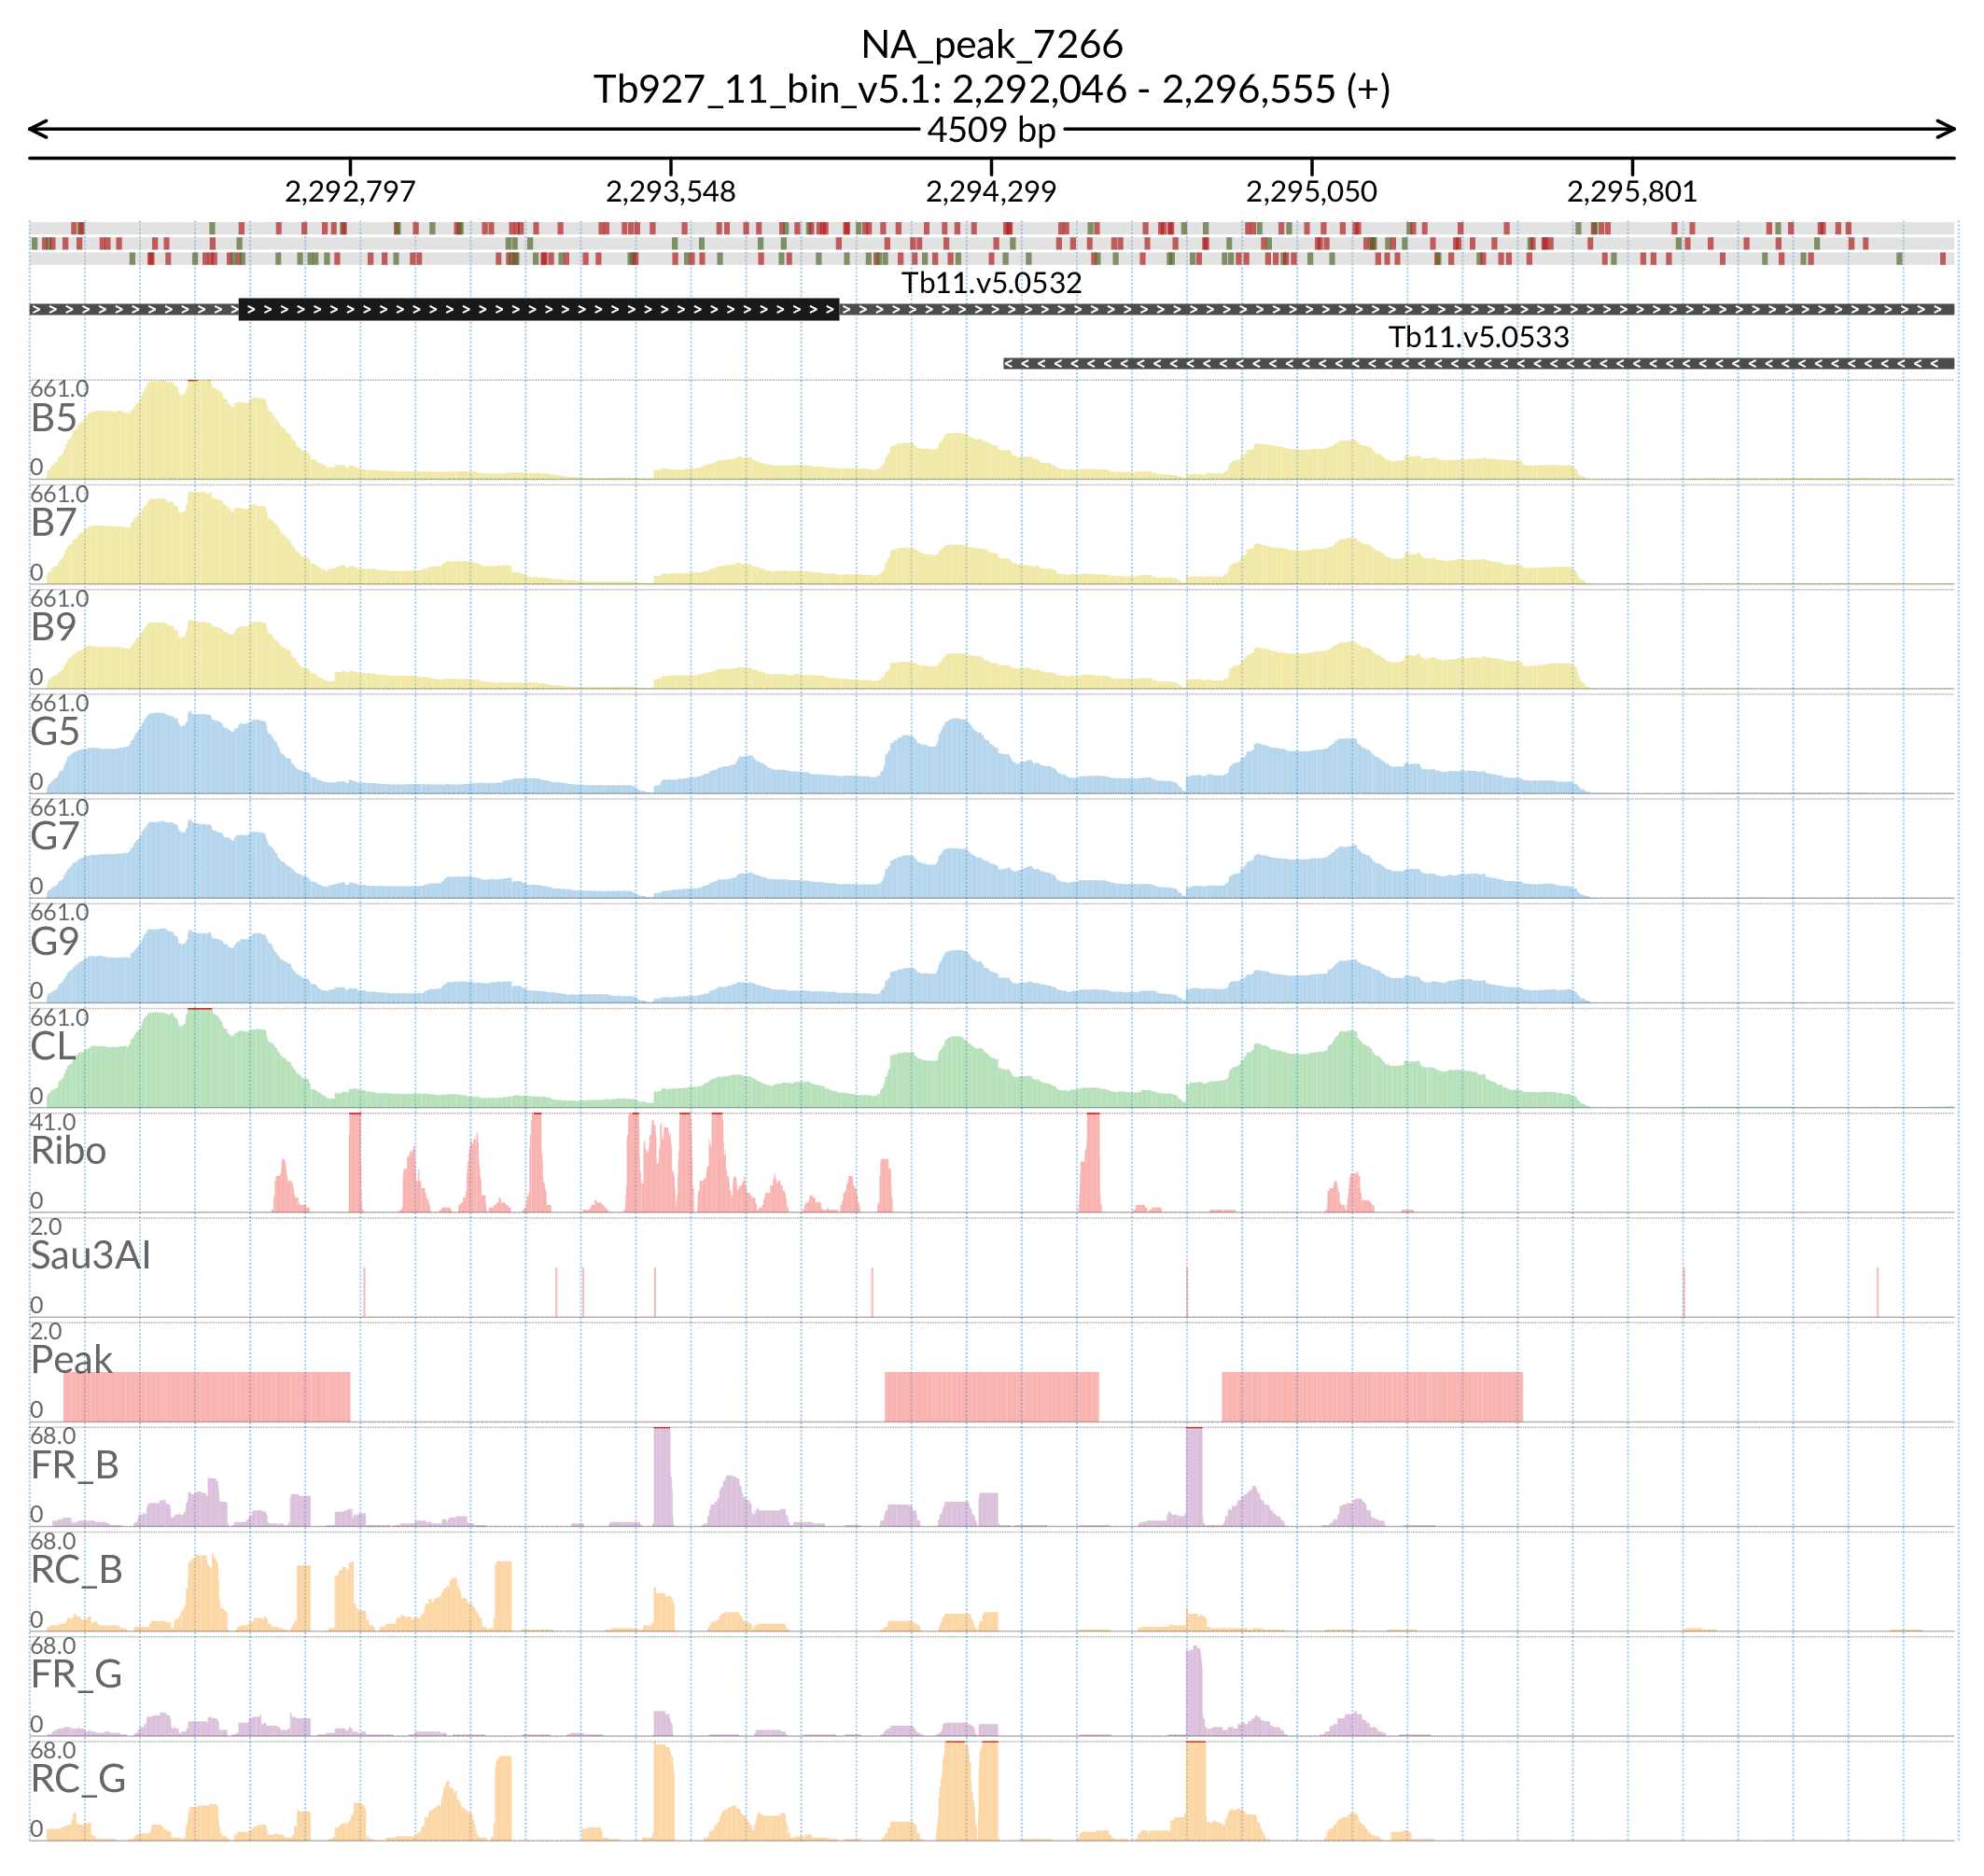 NA_peak_7266
Tb927_11_bin_v5.1: 2,292,046 - 2,296,555 (+)
4509 bp
2,292,797 2,293,548 2,294,299 2,295,050 2,295,801
Tb11.v5.0532
Tb11.v5.0533
661.0
B5
0
661.0
B7
0
661.0
B9
0
661.0
G5
0
661.0
G7
0
661.0
G9
0
661.0
CL
0
41.0
Ribo
0
2.0
Sau3AI
0
2.0
Peak
0
68.0
FR_B
0
68.0
RC_B
0
68.0
FR_G
0
68.0
RC_G
0